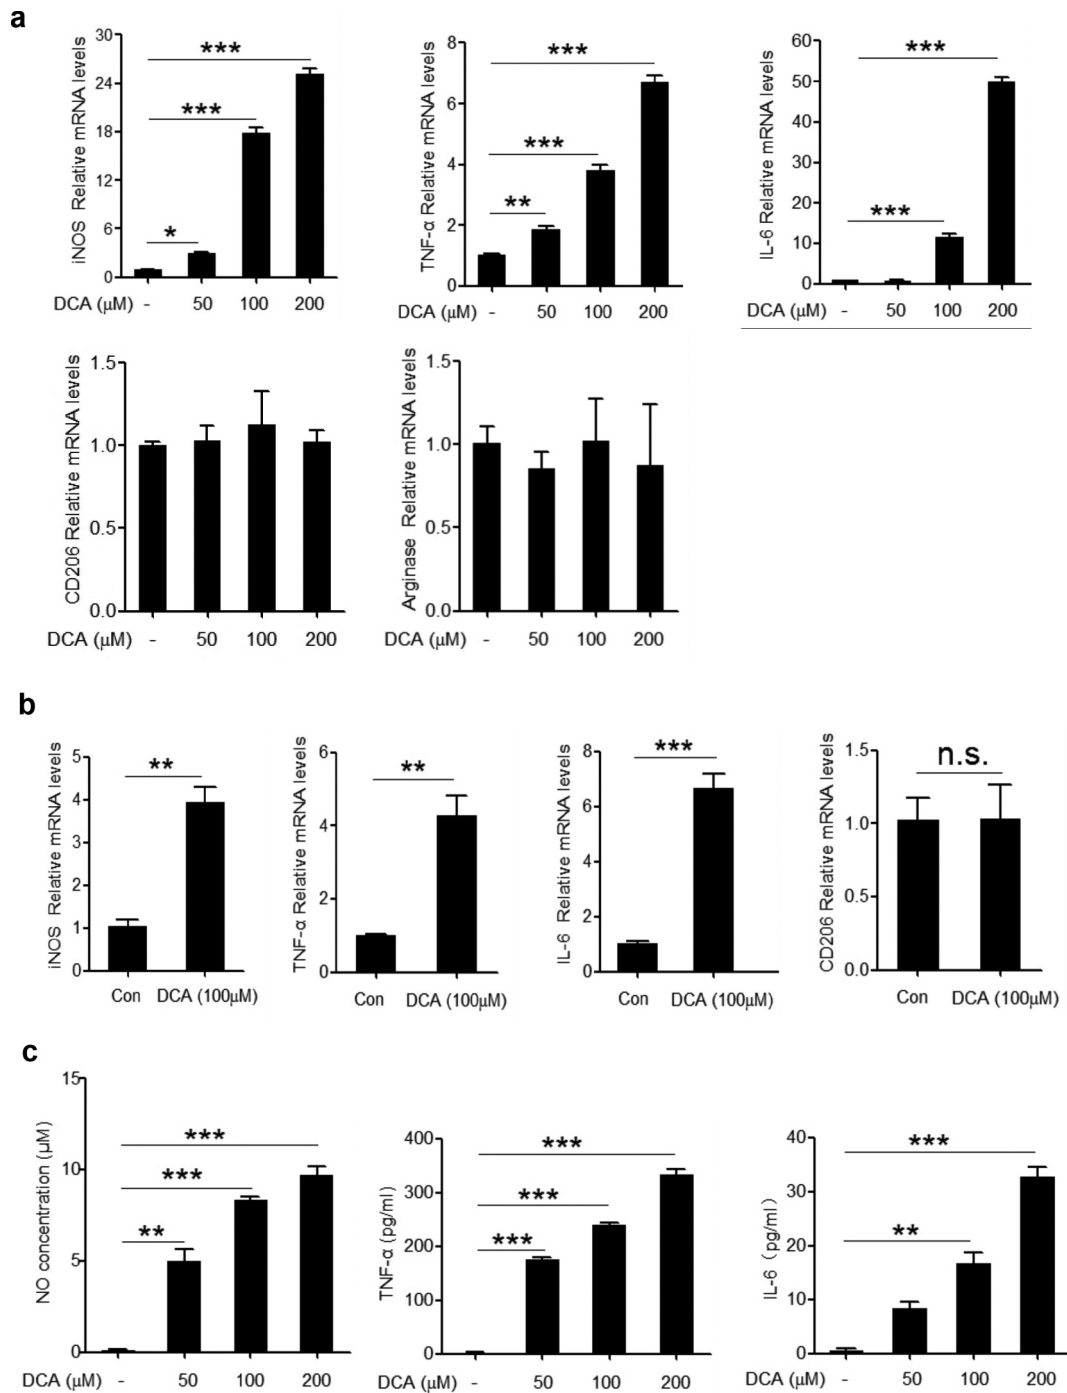 a
iNOS Relative mRNA levels
30
24
18
12
6
0
***
***
*
DCA (μM) - 50 100 200
TNF-α Relative mRNA levels
8
6
4
2
0
***
***
**
DCA (μM) - 50 100 200
IL-6 Relative mRNA levels
60
50
40
30
20
10
0
***
***
DCA (μM) - 50 100 200
CD206 Relative mRNA levels
1.5
1.0
0.5
0.0
DCA (μM) - 50 100 200
Arginase Relative mRNA levels
1.5
1.0
0.5
0.0
DCA (μM) - 50 100 200
b
iNOS Relative mRNA levels
5
4
3
2
1
0
**
Con DCA (100μM)
TNF-α Relative mRNA levels
6
4
2
0
**
Con DCA (100μM)
IL-6 Relative mRNA levels
8
6
4
2
0
***
Con DCA (100μM)
CD206 Relative mRNA levels
1.5
1.0
0.5
0.0
n.s.
Con DCA (100μM)
c
NO concentration (μM)
15
10
5
0
***
***
**
DCA (μM) - 50 100 200
TNF-α (pg/ml)
400
300
200
100
0
***
***
***
DCA (μM) - 50 100 200
IL-6 (pg/ml)
40
30
20
10
0
***
**
DCA (μM) - 50 100 200